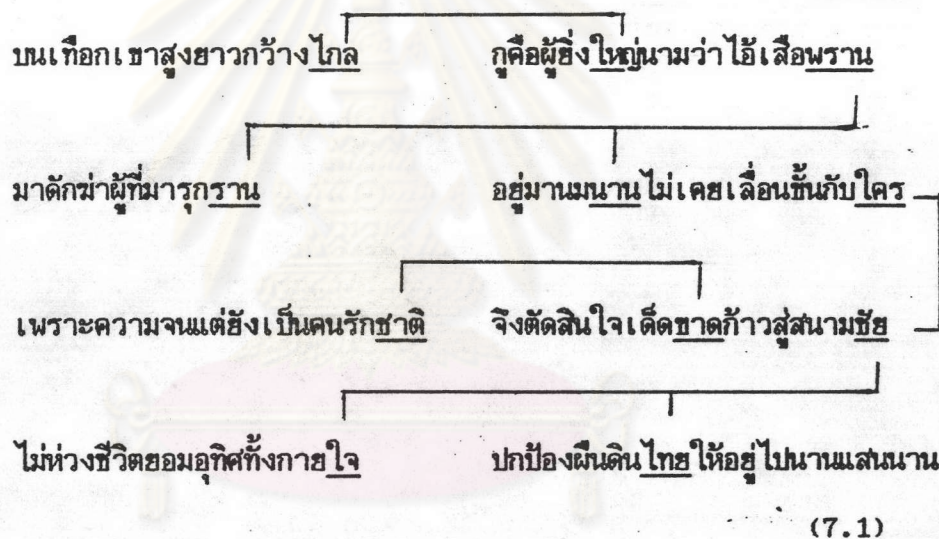 บนเทือกเขาสูงยาวกว้างไกล กูคือผู้ยิ่งใหญ่นามว่าไอ้เสือพราน
มาดักฆ่าผู้ที่มารุกราน อยู่มานมนานไม่เคยเลื่อนขั้นกับใคร
เพราะความจนแต่ยังเป็นคนรักชาติ จึงตัดสินใจเด็ดขาดก้าวสู่สนามชัย
ไม่ห่วงชีวิตยอมอุทิศทั้งกายใจ ปกป้องผืนดินไทยให้อยู่ไปนานแสนนาน
(7.1)